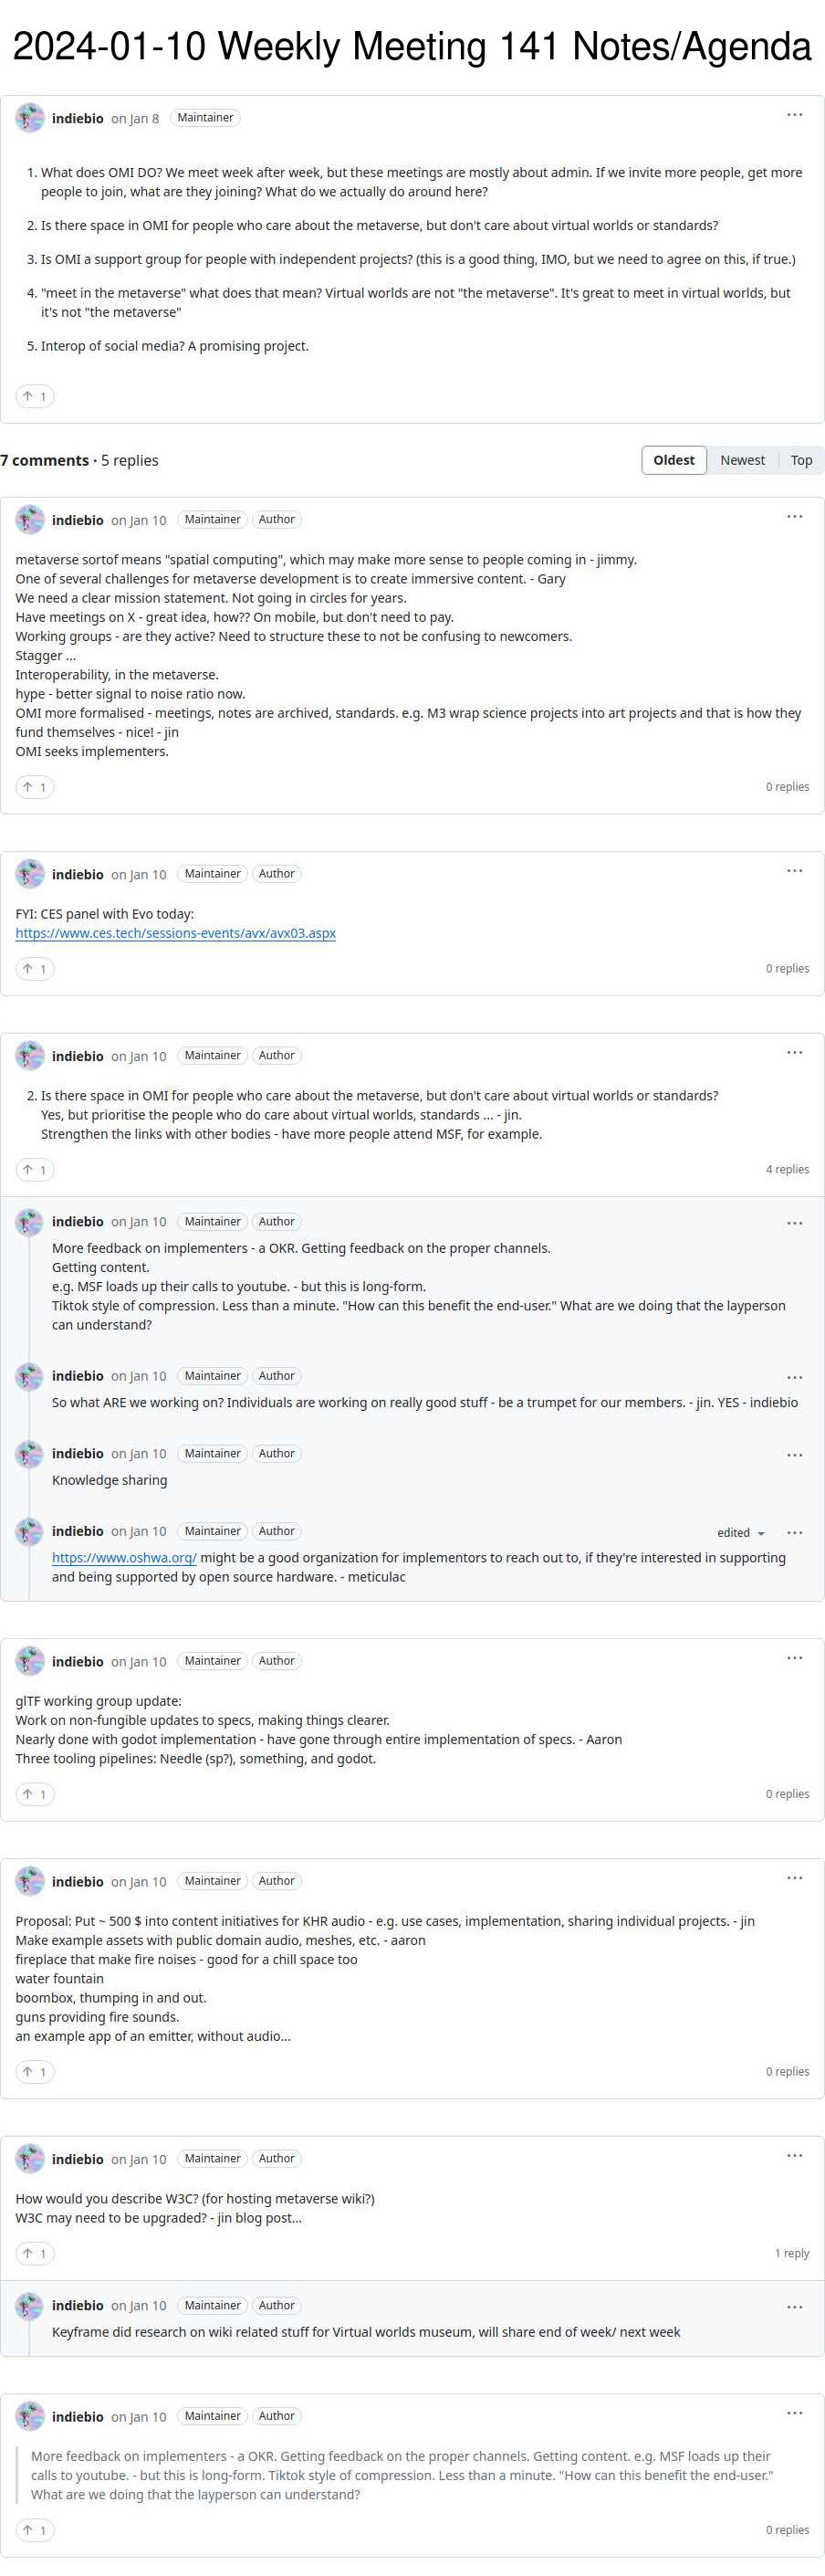 2024-01-10 Weekly Meeting 141 Notes/Agenda
indiebio on Jan 8 Maintainer ...
1. What does OMI DO? We meet week after week, but these meetings are mostly about admin. If we invite more people, get more
people to join, what are they joining? What do we actually do around here?
2. Is there space in OMI for people who care about the metaverse, but don't care about virtual worlds or standards?
3. Is OMI a support group for people with independent projects? (this is a good thing, IMO, but we need to agree on this, if true.)
4. "meet in the metaverse" what does that mean? Virtual worlds are not "the metaverse". It's great to meet in virtual worlds, but
it's not "the metaverse"
5. Interop of social media? A promising project.
↑ 1
7 comments · 5 replies Oldest Newest Top
indiebio on Jan 10 Maintainer Author ...
metaverse sortof means "spatial computing", which may make more sense to people coming in - jimmy.
One of several challenges for metaverse development is to create immersive content. - Gary
We need a clear mission statement. Not going in circles for years.
Have meetings on X - great idea, how?? On mobile, but don't need to pay.
Working groups - are they active? Need to structure these to not be confusing to newcomers.
Stagger ...
Interoperability, in the metaverse.
hype - better signal to noise ratio now.
OMI more formalised - meetings, notes are archived, standards. e.g. M3 wrap science projects into art projects and that is how they
fund themselves - nice! - jin
OMI seeks implementers.
↑ 1 0 replies
indiebio on Jan 10 Maintainer Author ...
FYI: CES panel with Evo today:
https://www.ces.tech/sessions-events/avx/avx03.aspx
↑ 1 0 replies
indiebio on Jan 10 Maintainer Author ...
2. Is there space in OMI for people who care about the metaverse, but don't care about virtual worlds or standards?
Yes, but prioritise the people who do care about virtual worlds, standards ... - jin.
Strengthen the links with other bodies - have more people attend MSF, for example.
↑ 1 4 replies
indiebio on Jan 10 Maintainer Author ...
More feedback on implementers - a OKR. Getting feedback on the proper channels.
Getting content.
e.g. MSF loads up their calls to youtube. - but this is long-form.
Tiktok style of compression. Less than a minute. "How can this benefit the end-user." What are we doing that the layperson
can understand?
indiebio on Jan 10 Maintainer Author ...
So what ARE we working on? Individuals are working on really good stuff - be a trumpet for our members. - jin. YES - indiebio
indiebio on Jan 10 Maintainer Author ...
Knowledge sharing
indiebio on Jan 10 Maintainer Author edited ...
https://www.oshwa.org/ might be a good organization for implementors to reach out to, if they're interested in supporting
and being supported by open source hardware. - meticulac
indiebio on Jan 10 Maintainer Author ...
glTF working group update:
Work on non-fungible updates to specs, making things clearer.
Nearly done with godot implementation - have gone through entire implementation of specs. - Aaron
Three tooling pipelines: Needle (sp?), something, and godot.
↑ 1 0 replies
indiebio on Jan 10 Maintainer Author ...
Proposal: Put ~ 500 $ into content initiatives for KHR audio - e.g. use cases, implementation, sharing individual projects. - jin
Make example assets with public domain audio, meshes, etc. - aaron
fireplace that make fire noises - good for a chill space too
water fountain
boombox, thumping in and out.
guns providing fire sounds.
an example app of an emitter, without audio...
↑ 1 0 replies
indiebio on Jan 10 Maintainer Author ...
How would you describe W3C? (for hosting metaverse wiki?)
W3C may need to be upgraded? - jin blog post...
↑ 1 1 reply
indiebio on Jan 10 Maintainer Author ...
Keyframe did research on wiki related stuff for Virtual worlds museum, will share end of week/ next week
indiebio on Jan 10 Maintainer Author ...
More feedback on implementers - a OKR. Getting feedback on the proper channels. Getting content. e.g. MSF loads up their
calls to youtube. - but this is long-form. Tiktok style of compression. Less than a minute. "How can this benefit the end-user."
What are we doing that the layperson can understand?
↑ 1 0 replies